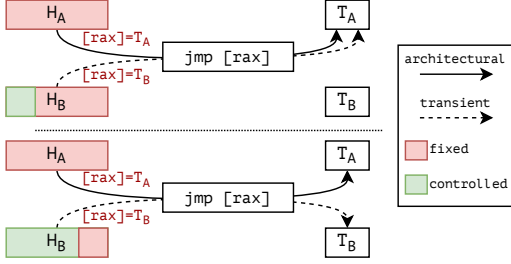 H_A
T_A
[rax]=T_A
jmp [rax]
[rax]=T_B
H_B
T_B
H_A
T_A
[rax]=T_A
jmp [rax]
[rax]=T_B
H_B
T_B
architectural
transient
fixed
controlled